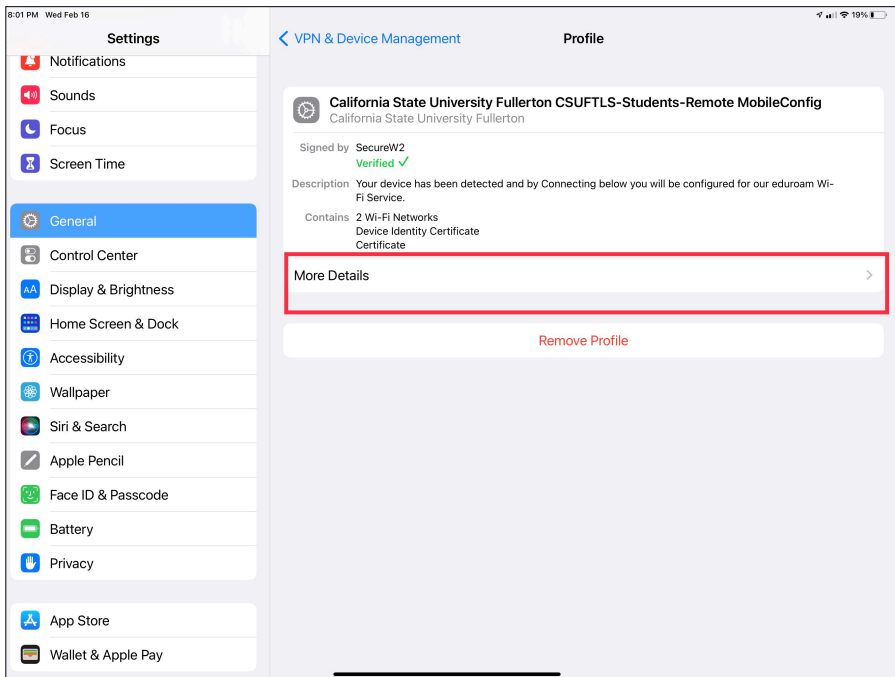 8:01 PM Wed Feb 16
19%
Settings
Notifications
Sounds
Focus
Screen Time
General
Control Center
AA Display & Brightness
Home Screen & Dock
Accessibility
Wallpaper
Siri & Search
Apple Pencil
Face ID & Passcode
Battery
Privacy
App Store
Wallet & Apple Pay
VPN & Device Management
Profile
California State University Fullerton CSUFTLS-Students-Remote MobileConfig
California State University Fullerton
Signed by SecureW2
Verified ✓
Description Your device has been detected and by Connecting below you will be configured for our eduroam Wi-
Fi Service.
Contains 2 Wi-Fi Networks
Device Identity Certificate
Certificate
More Details
Remove Profile